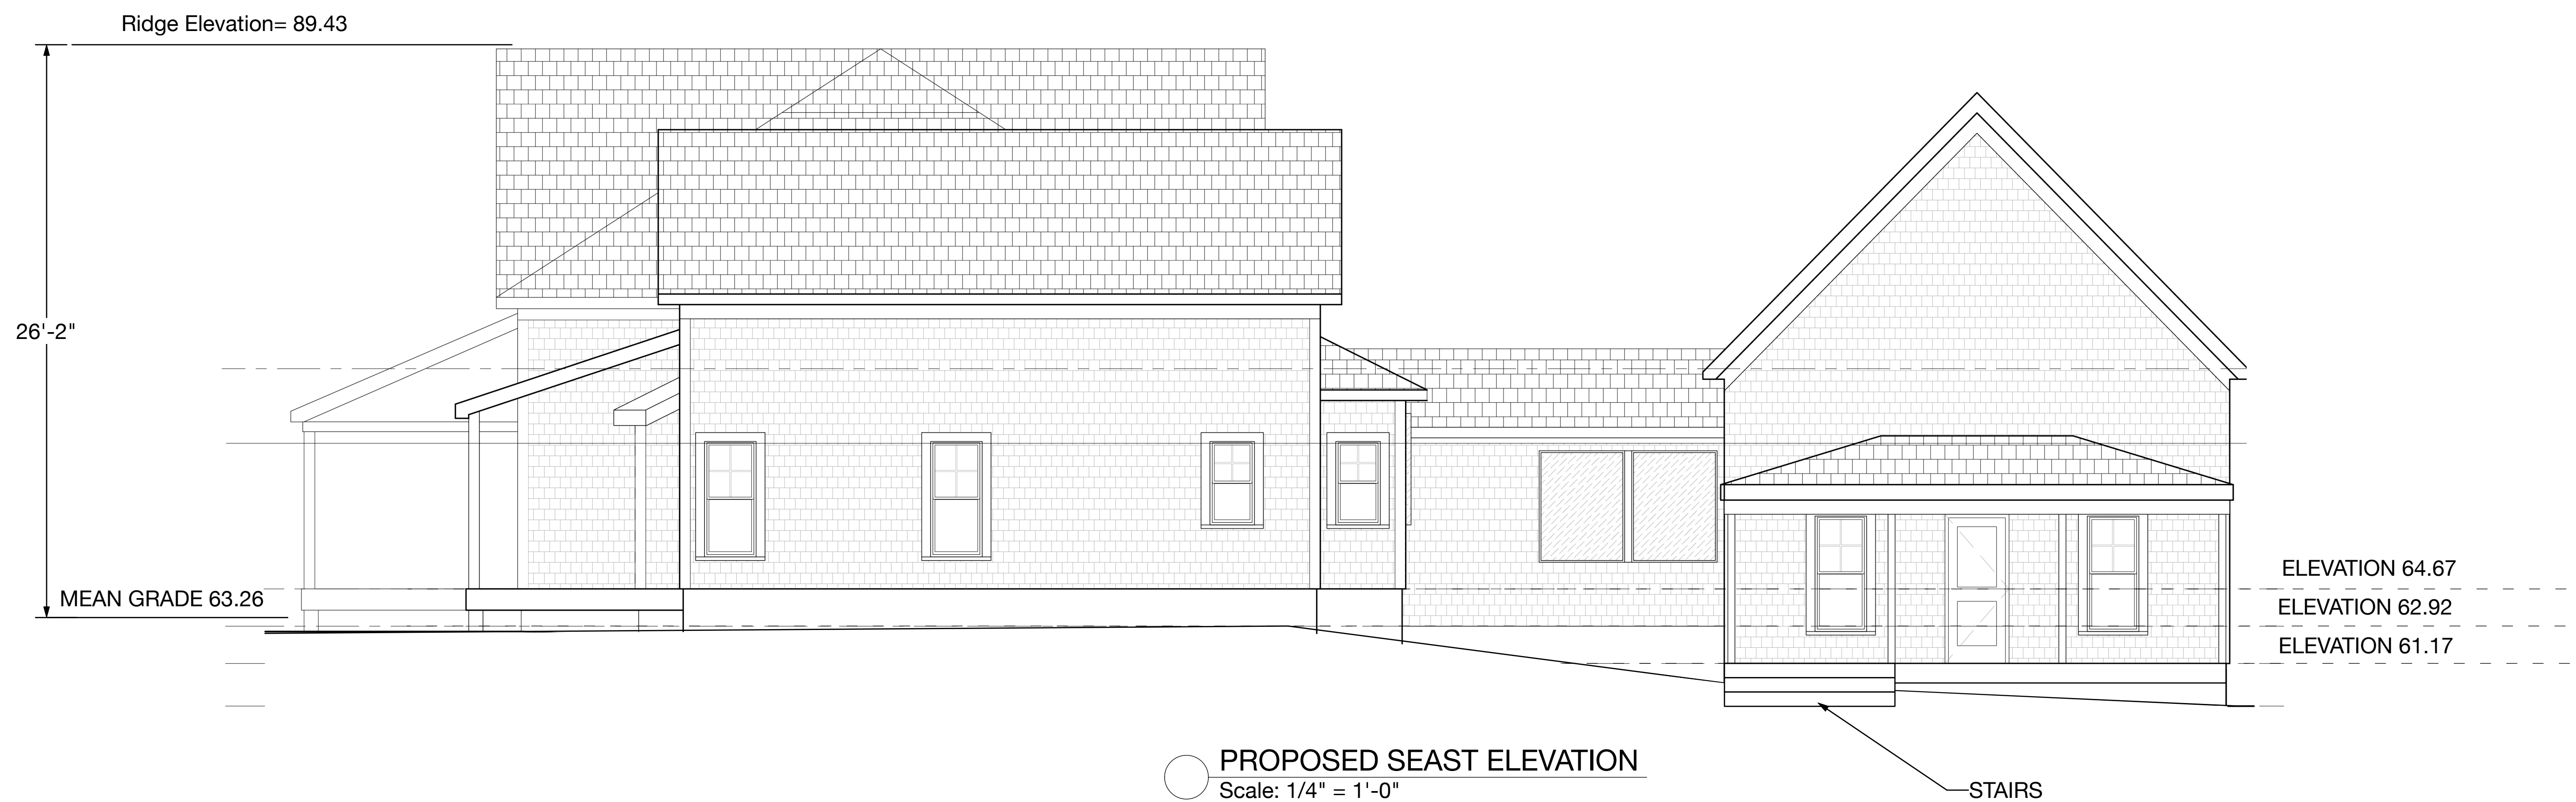 Ridge Elevation= 89.43
26'-2"
MEAN GRADE 63.26
ELEVATION 64.67
ELEVATION 62.92
ELEVATION 61.17
PROPOSED SEAST ELEVATION
Scale: 1/4" = 1'-0"
STAIRS